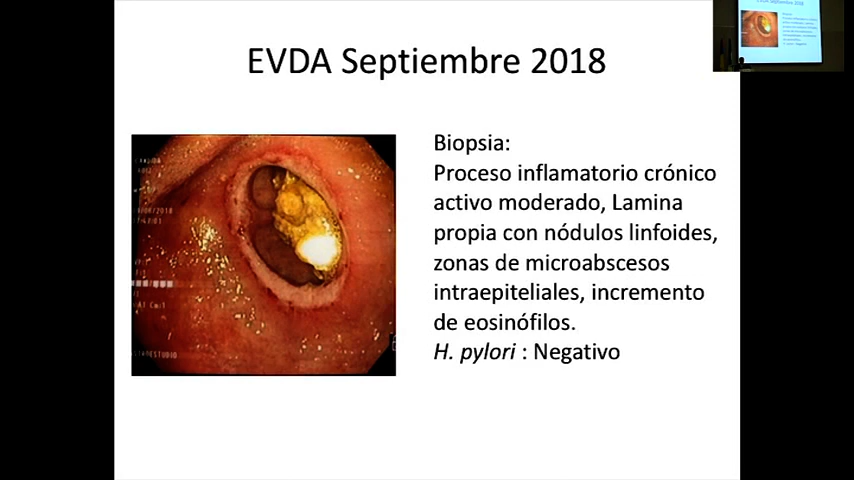 EVDA Septiembre 2018
Biopsia:
Proceso inflamatorio crónico
activo moderado, Lamina
propia con nódulos linfoides,
zonas de microabscesos
intraepiteliales, incremento
de eosinófilos.
H. pylori : Negativo